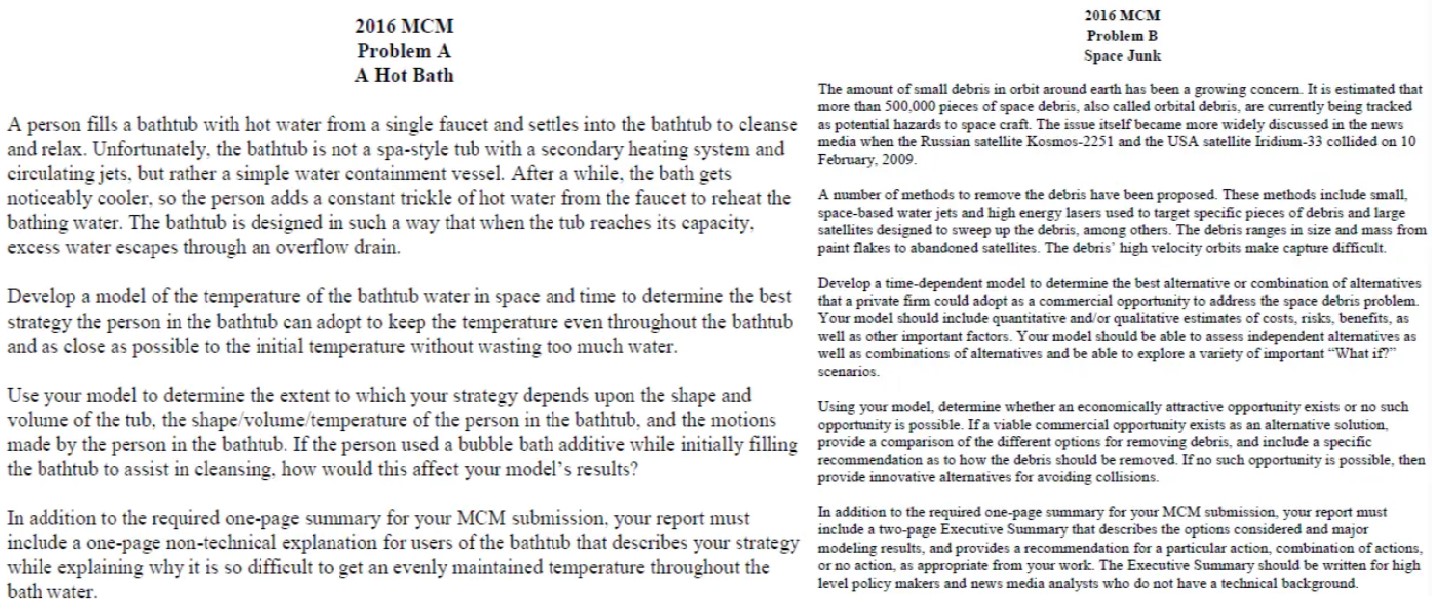 2016 MCM
Problem A
A Hot Bath
A person fills a bathtub with hot water from a single faucet and settles into the bathtub to cleanse
and relax. Unfortunately, the bathtub is not a spa-style tub with a secondary heating system and
circulating jets, but rather a simple water containment vessel. After a while, the bath gets
noticeably cooler, so the person adds a constant trickle of hot water from the faucet to reheat the
bathing water. The bathtub is designed in such a way that when the tub reaches its capacity,
excess water escapes through an overflow drain.
Develop a model of the temperature of the bathtub water in space and time to determine the best
strategy the person in the bathtub can adopt to keep the temperature even throughout the bathtub
and as close as possible to the initial temperature without wasting too much water.
Use your model to determine the extent to which your strategy depends upon the shape and
volume of the tub, the shape/volume/temperature of the person in the bathtub, and the motions
made by the person in the bathtub. If the person used a bubble bath additive while initially filling
the bathtub to assist in cleansing, how would this affect your model's results?
In addition to the required one-page summary for your MCM submission, your report must
include a one-page non-technical explanation for users of the bathtub that describes your strategy
while explaining why it is so difficult to get an evenly maintained temperature throughout the
bath water.
2016 MCM
Problem B
Space Junk
The amount of small debris in orbit around earth has been a growing concern. It is estimated that
more than 500,000 pieces of space debris, also called orbital debris, are currently being tracked
as potential hazards to space craft. The issue itself became more widely discussed in the news
media when the Russian satellite Kosmos-2251 and the USA satellite Iridium-33 collided on 10
February, 2009.
A number of methods to remove the debris have been proposed. These methods include small,
space-based water jets and high energy lasers used to target specific pieces of debris and large
satellites designed to sweep up the debris, among others. The debris ranges in size and mass from
paint flakes to abandoned satellites. The debris' high velocity orbits make capture difficult.
Develop a time-dependent model to determine the best alternative or combination of alternatives
that a private firm could adopt as a commercial opportunity to address the space debris problem.
Your model should include quantitative and/or qualitative estimates of costs, risks, benefits, as
well as other important factors. Your model should be able to assess independent alternatives as
well as combinations of alternatives and be able to explore a variety of important "What if?"
scenarios.
Using your model, determine whether an economically attractive opportunity exists or no such
opportunity is possible. If a viable commercial opportunity exists as an alternative solution,
provide a comparison of the different options for removing debris, and include a specific
recommendation as to how the debris should be removed. If no such opportunity is possible, then
provide innovative alternatives for avoiding collisions.
In addition to the required one-page summary for your MCM submission, your report must
include a two-page Executive Summary that describes the options considered and major
modeling results, and provides a recommendation for a particular action, combination of actions,
or no action, as appropriate from your work. The Executive Summary should be written for high
level policy makers and news media analysts who do not have a technical background.